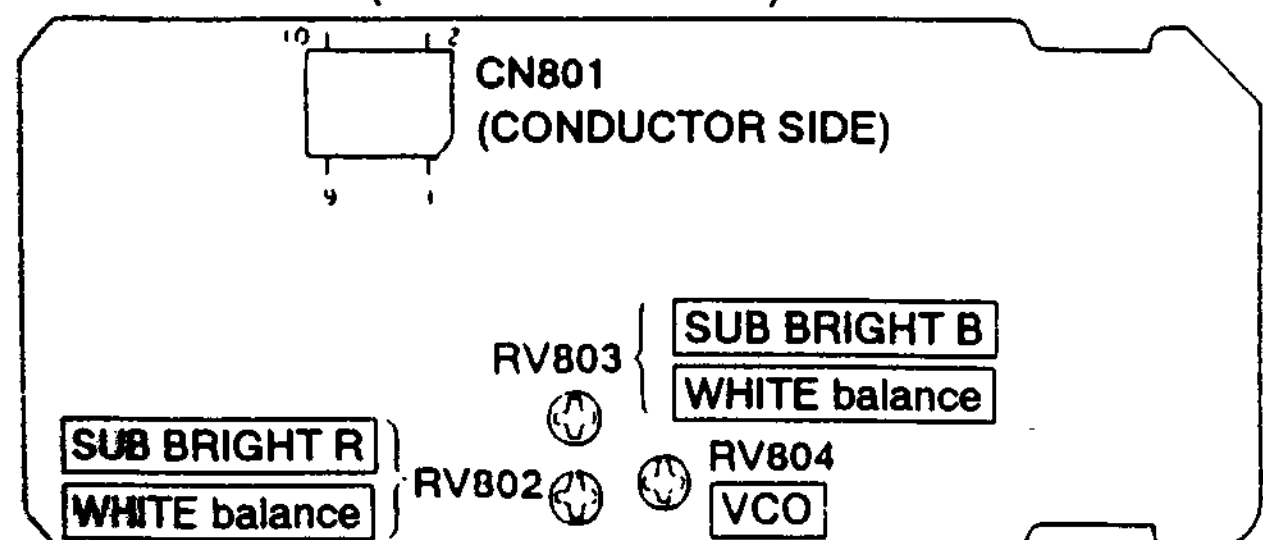 10 2
CN801
(CONDUCTOR SIDE)
9 1
SUB BRIGHT B
RV803
WHITE balance
SUB BRIGHT R
RV804
RV802
WHITE balance
VCO